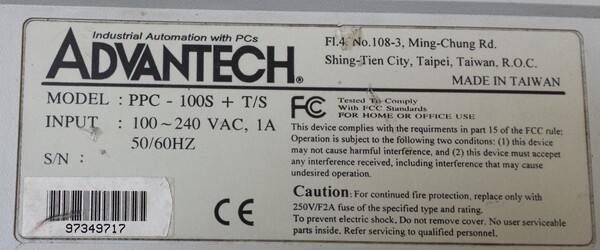 Industrial Automation with PCs
ADVANTECH®
Fl.4, No.108-3, Ming-Chung Rd.
Shing-Tien City, Taipei, Taiwan, R.O.C.
MADE IN TAIWAN
MODEL : PPC - 100S + T/S
INPUT : 100~240 VAC, 1A
50/60HZ
S/N :
97349717
CE
FC Tested To Comply
With FCC Standards
FOR HOME OR OFFICE USE
This device complies with the requirments in part 15 of the FCC rule:
Operation is subject to the following two conditons: (1) this device
may not cause harmful interference, and (2) this device must accepet
any interference received, including interference that may cause
undesired operation.
Caution: For continued fire protection, replace only with
250V/F2A fuse of the specified type and rating.
To prevent electric shock. Do not remove cover. No user serviceable
parts inside. Refer servicing to qualified personnel.